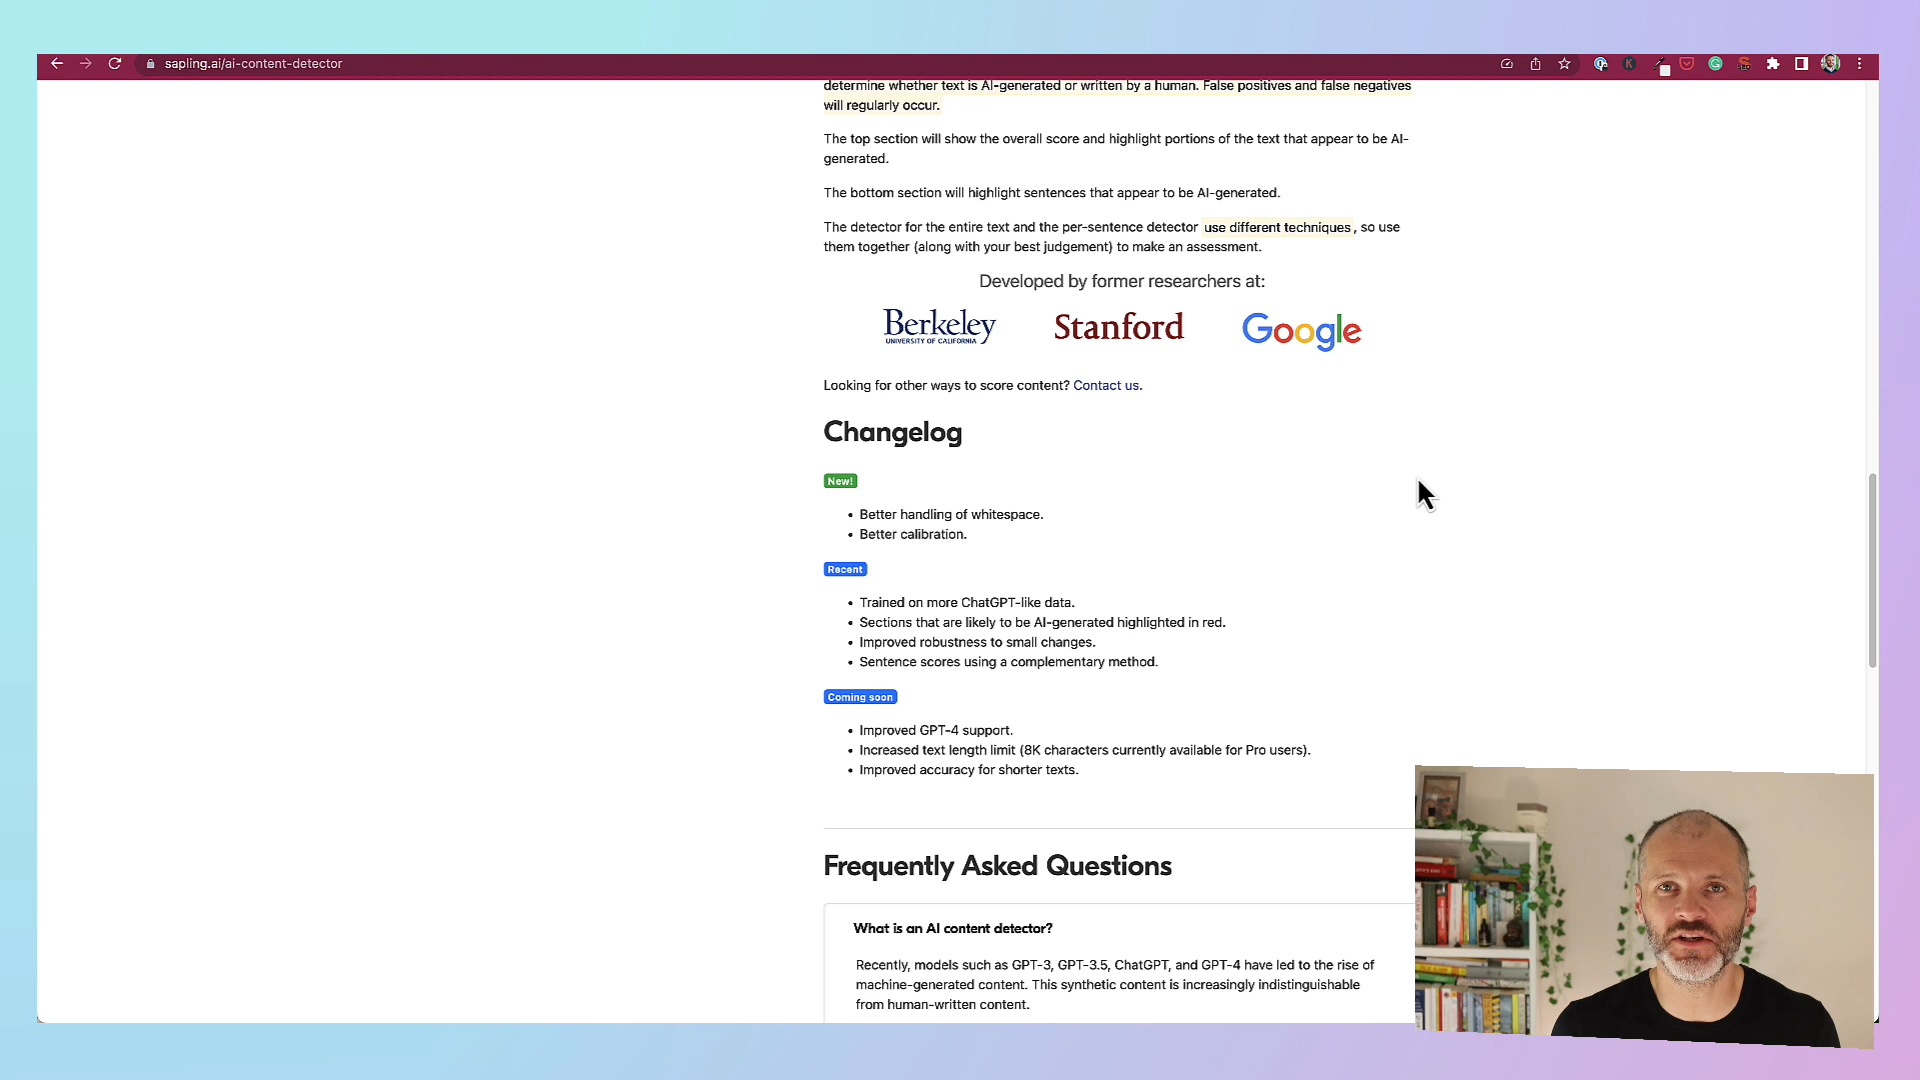 sapling.ai/ai-content-detector
determine whether text is AI-generated or written by a human. False positives and false negatives
will regularly occur.
The top section will show the overall score and highlight portions of the text that appear to be AI-
generated.
The bottom section will highlight sentences that appear to be AI-generated.
The detector for the entire text and the per-sentence detector use different techniques, so use
them together (along with your best judgement) to make an assessment.
Developed by former researchers at:
Berkeley Stanford Google
UNIVERSITY OF CALIFORNIA
Looking for other ways to score content? Contact us.
Changelog
New!
• Better handling of whitespace.
• Better calibration.
Recent
• Trained on more ChatGPT-like data.
• Sections that are likely to be AI-generated highlighted in red.
• Improved robustness to small changes.
• Sentence scores using a complementary method.
Coming soon
• Improved GPT-4 support.
• Increased text length limit (8K characters currently available for Pro users).
• Improved accuracy for shorter texts.
Frequently Asked Questions
What is an AI content detector?
Recently, models such as GPT-3, GPT-3.5, ChatGPT, and GPT-4 have led to the rise of
machine-generated content. This synthetic content is increasingly indistinguishable
from human-written content.